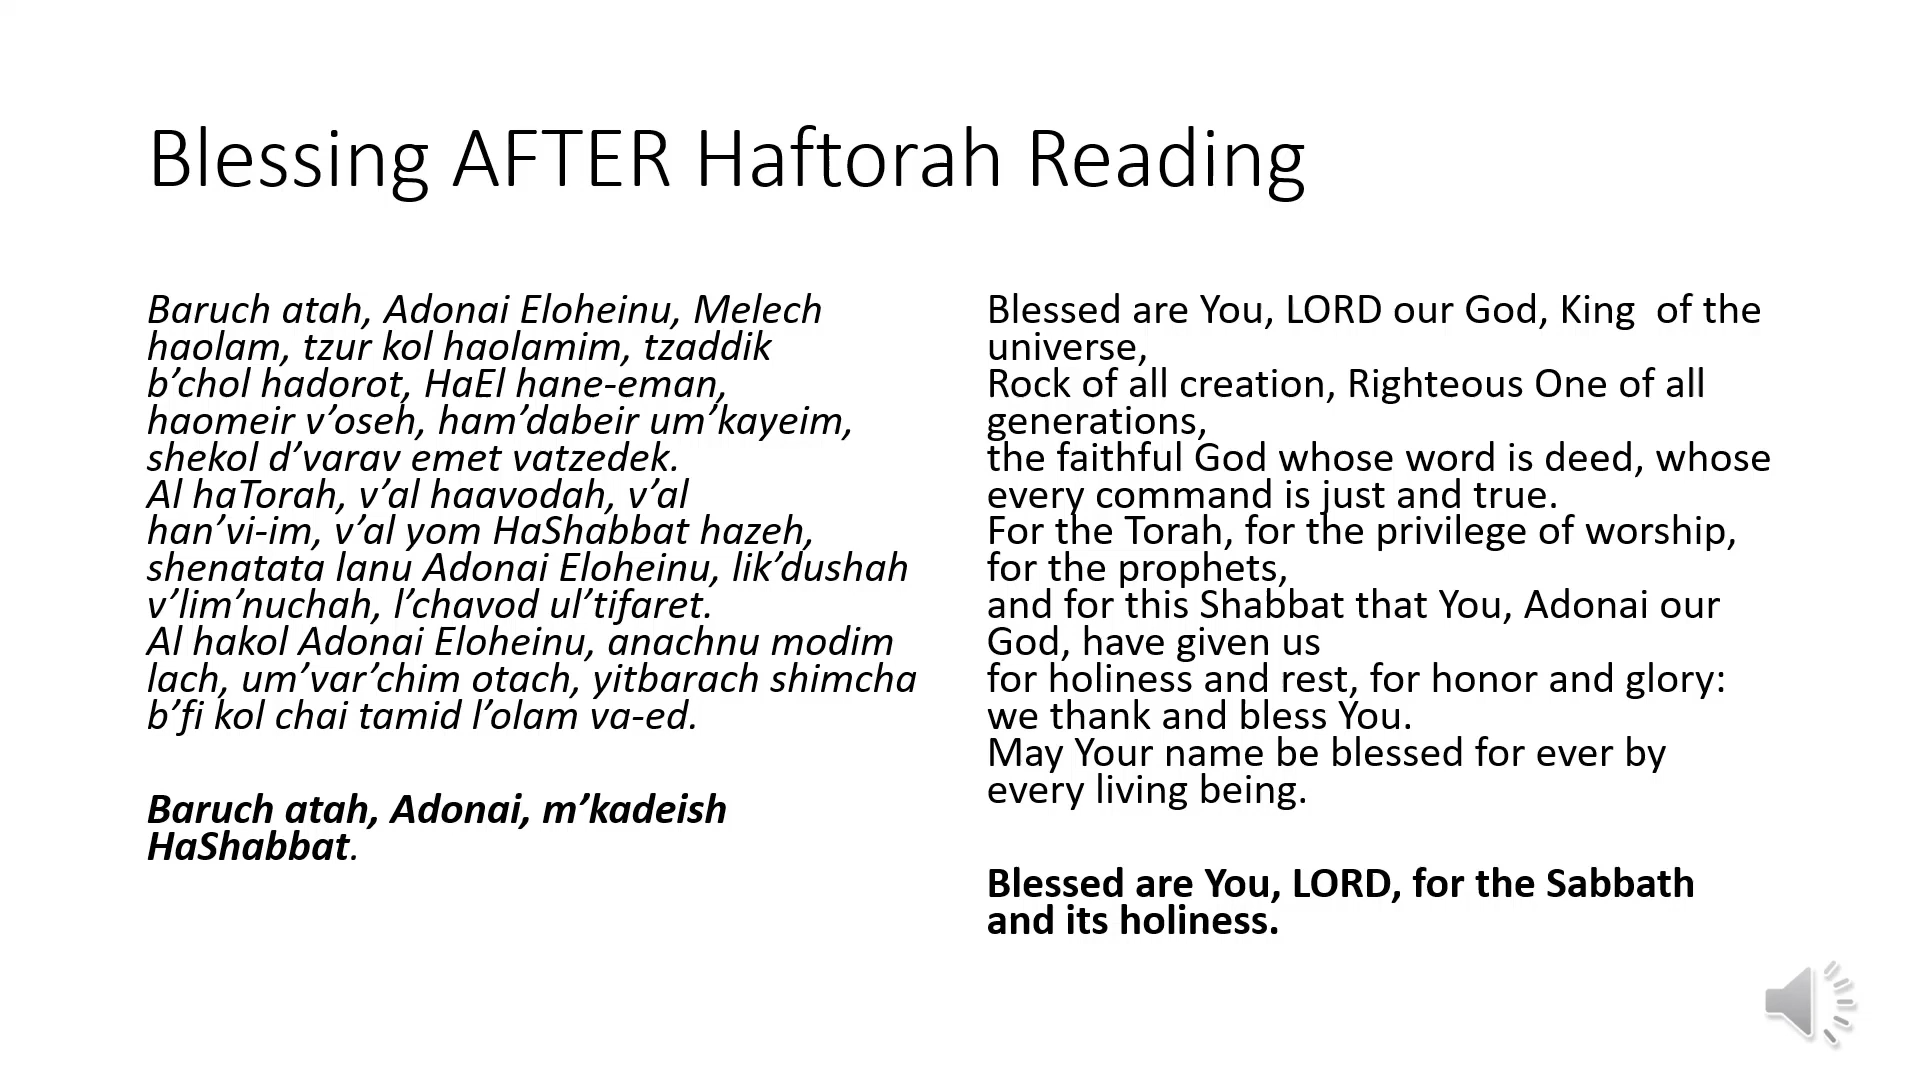 Blessing AFTER Haftorah Reading
Baruch atah, Adonai Eloheinu, Melech
haolam, tzur kol haolamim, tzaddik
b’chol hadorot, HaEl hane-eman,
haomeir v’oseh, ham’dabeir um’kayeim,
shekol d’varav emet vatzedek.
Al haTorah, v’al haavodah, v’al
han’vi-im, v’al yom HaShabbat hazeh,
shenatata lanu Adonai Eloheinu, lik’dushah
v’lim’nuchah, l’chavod ul’tifaret.
Al hakol Adonai Eloheinu, anachnu modim
lach, um’var’chim otach, yitbarach shimcha
b’fi kol chai tamid l’olam va-ed.
Baruch atah, Adonai, m’kadeish
HaShabbat.
Blessed are You, LORD our God, King  of the
universe,
Rock of all creation, Righteous One of all
generations,
the faithful God whose word is deed, whose
every command is just and true.
For the Torah, for the privilege of worship,
for the prophets,
and for this Shabbat that You, Adonai our
God, have given us
for holiness and rest, for honor and glory:
we thank and bless You.
May Your name be blessed for ever by
every living being.
Blessed are You, LORD, for the Sabbath
and its holiness.